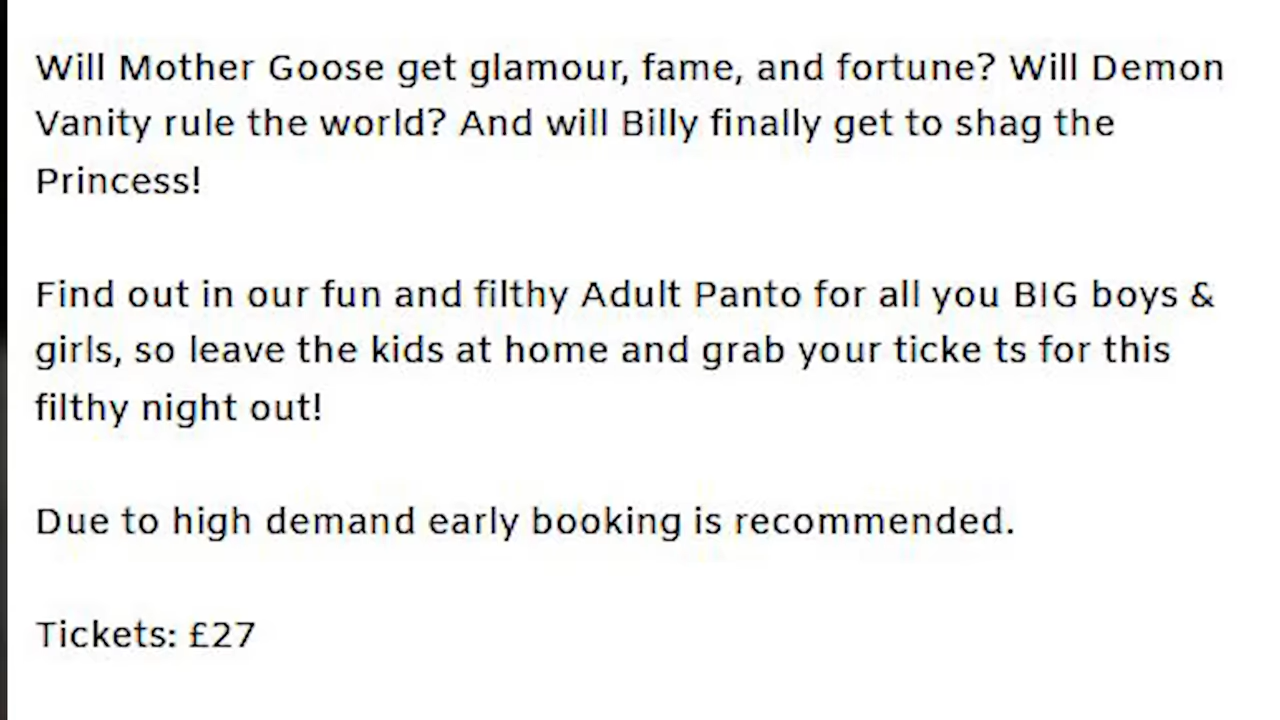 Will Mother Goose get glamour, fame, and fortune? Will Demon
Vanity rule the world? And will Billy finally get to shag the
Princess!
Find out in our fun and filthy Adult Panto for all you BIG boys &
girls, so leave the kids at home and grab your ticke ts for this
filthy night out!
Due to high demand early booking is recommended.
Tickets: £27